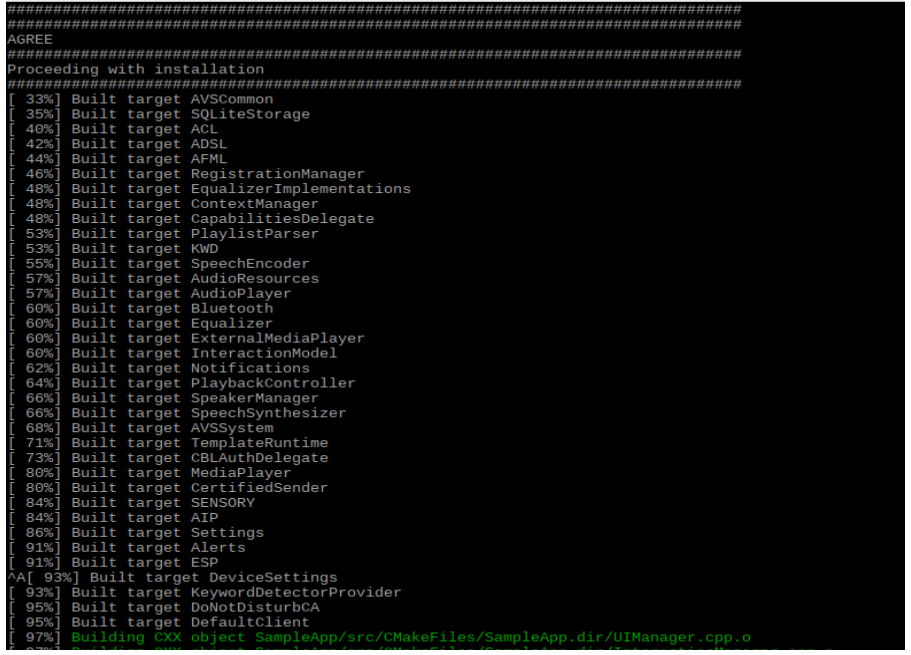 ################################################################################
################################################################################
AGREE
################################################################################
Proceeding with installation
################################################################################
[ 33%] Built target AVSCommon
[ 35%] Built target SQLiteStorage
[ 40%] Built target ACL
[ 42%] Built target ADSL
[ 44%] Built target AFML
[ 46%] Built target RegistrationManager
[ 48%] Built target EqualizerImplementations
[ 48%] Built target ContextManager
[ 48%] Built target CapabilitiesDelegate
[ 53%] Built target PlaylistParser
[ 53%] Built target KWD
[ 55%] Built target SpeechEncoder
[ 57%] Built target AudioResources
[ 57%] Built target AudioPlayer
[ 60%] Built target Bluetooth
[ 60%] Built target Equalizer
[ 60%] Built target ExternalMediaPlayer
[ 60%] Built target InteractionModel
[ 62%] Built target Notifications
[ 64%] Built target PlaybackController
[ 66%] Built target SpeakerManager
[ 66%] Built target SpeechSynthesizer
[ 68%] Built target AVSSystem
[ 71%] Built target TemplateRuntime
[ 73%] Built target CBLAuthDelegate
[ 80%] Built target MediaPlayer
[ 80%] Built target CertifiedSender
[ 84%] Built target SENSORY
[ 84%] Built target AIP
[ 86%] Built target Settings
[ 91%] Built target Alerts
[ 91%] Built target ESP
^A[ 93%] Built target DeviceSettings
[ 93%] Built target KeywordDetectorProvider
[ 95%] Built target DoNotDisturbCA
[ 95%] Built target DefaultClient
[ 97%] Building CXX object SampleApp/src/CMakeFiles/SampleApp.dir/UIManager.cpp.o